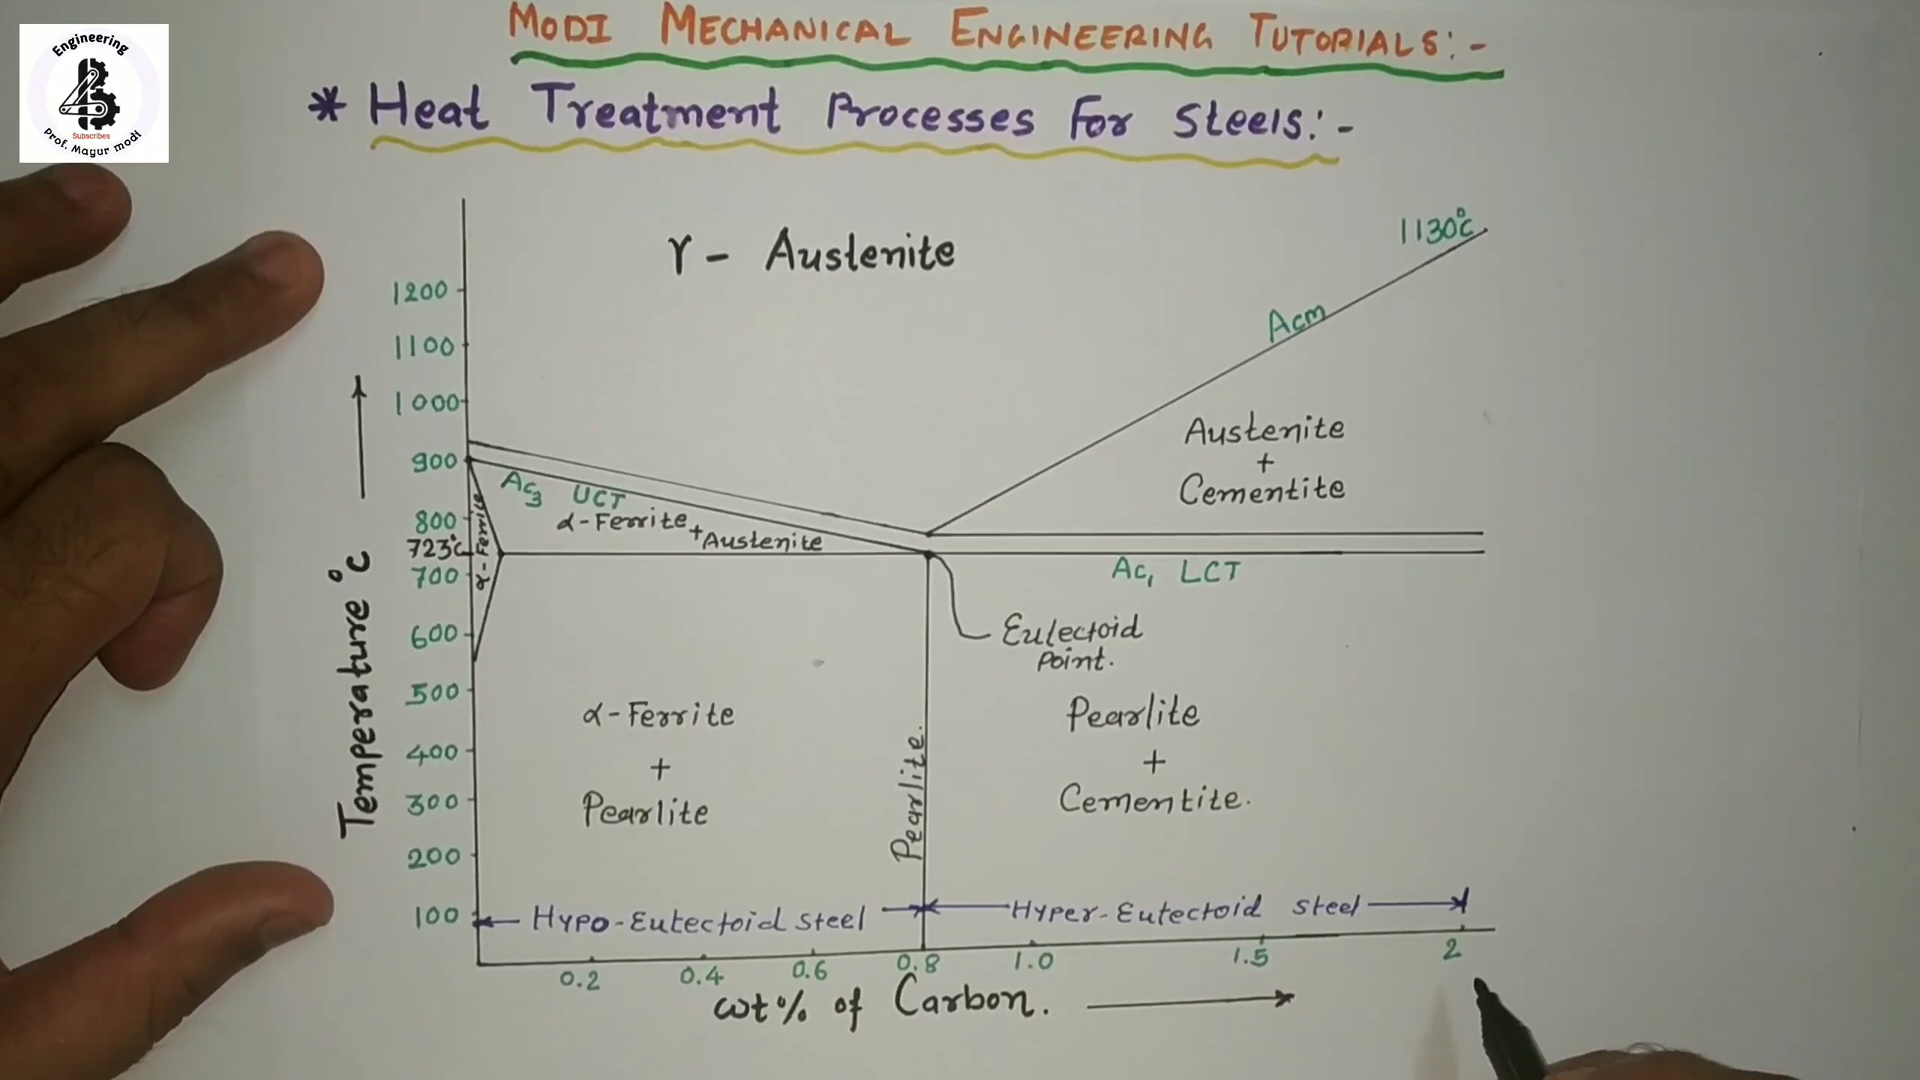 MODI MECHANICAL ENGINEERING TUTORIALS:-
Engineering
Subscribes
Prof. Mayur modi
* Heat Treatment Processes For Steels:-
γ - Austenite
1130°C
Acm
1200
1100
1000
900
800
723°C
700
600
500
400
300
200
100
Temperature °C
Ac3 UCT
α-Ferrite
+
Austenite
α-Ferrite
Austenite
+
Cementite
Ac1 LCT
Eutectoid
Point.
α-Ferrite
+
Pearlite
Pearlite.
Pearlite
+
Cementite.
Hypo-Eutectoid steel
Hyper-Eutectoid steel
0.2 0.4 0.6 0.8 1.0 1.5 2
wt% of Carbon.